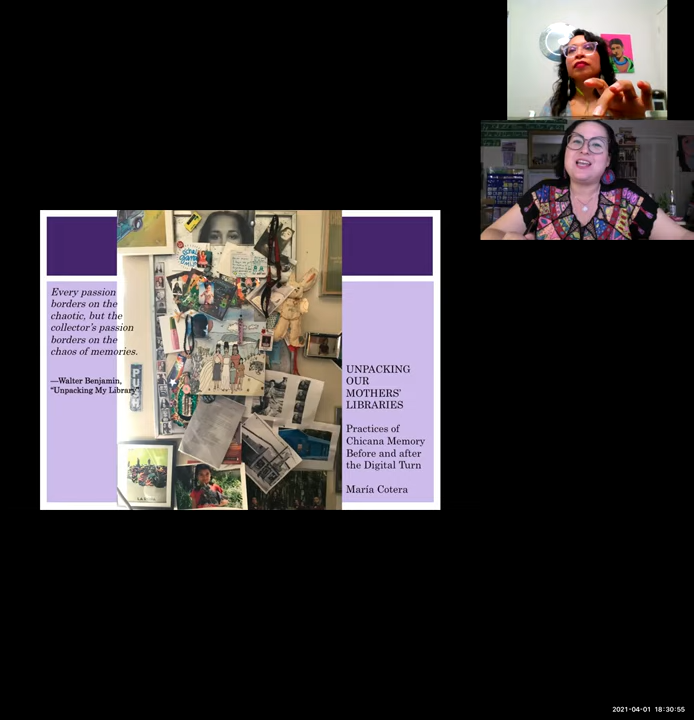 Every passion
borders on the
chaotic, but the
collector's passion
borders on the
chaos of memories.
—Walter Benjamin,
"Unpacking My Library"
PUSH
UNPACKING
OUR
MOTHERS'
LIBRARIES
Practices of
Chicana Memory
Before and after
the Digital Turn
María Cotera
2021-04-01 18:30:55